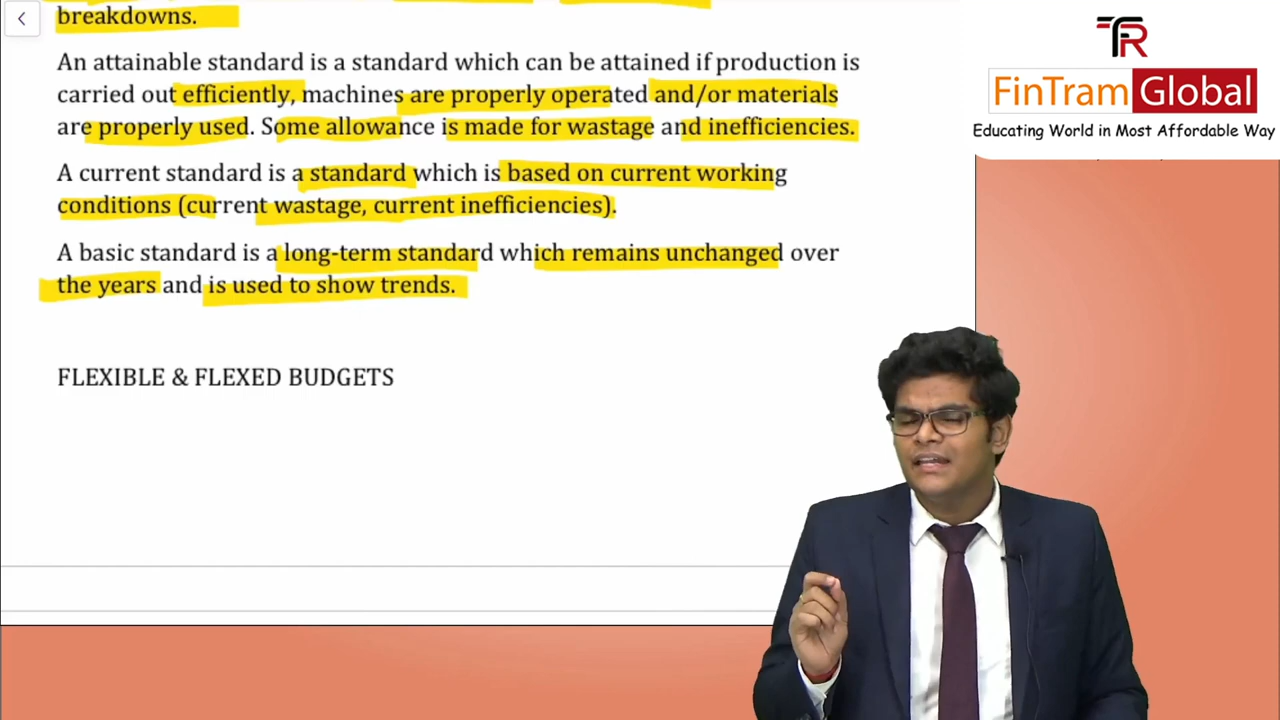 breakdowns.
An attainable standard is a standard which can be attained if production is
carried out efficiently, machines are properly operated and/or materials
are properly used. Some allowance is made for wastage and inefficiencies.
A current standard is a standard which is based on current working
conditions (current wastage, current inefficiencies).
A basic standard is a long-term standard which remains unchanged over
the years and is used to show trends.
FLEXIBLE & FLEXED BUDGETS
TFR
FinTram Global
Educating World in Most Affordable Way